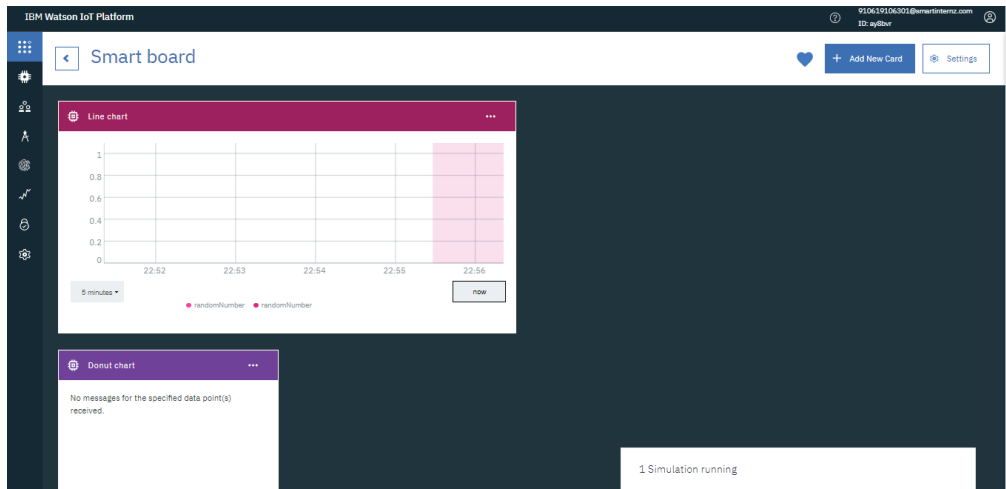 IBM Watson IoT Platform
910619106301@smartinternz.com
ID: ay8bvr
Smart board
+ Add New Card
Settings
Line chart
1
0.8
0.6
0.4
0.2
0
22:52 22:53 22:54 22:55 22:56
5 minutes
now
randomNumber randomNumber
Donut chart
No messages for the specified data point(s)
received.
1 Simulation running